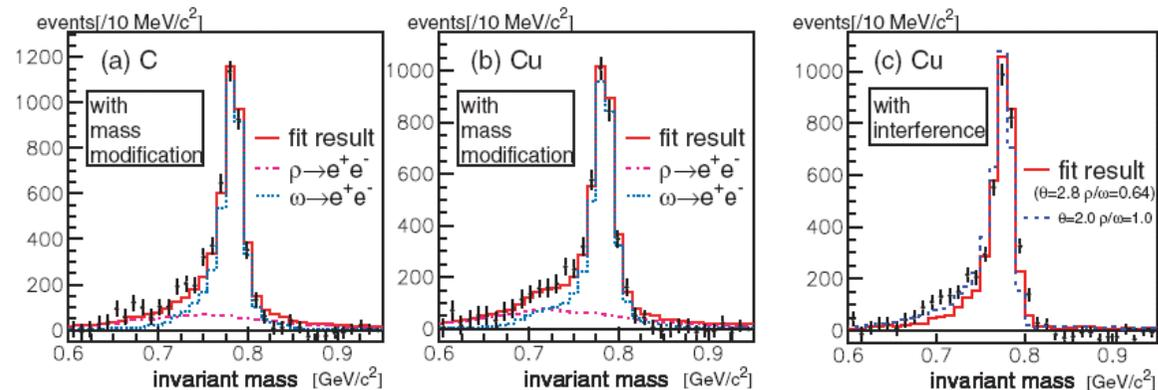 events[/10 MeV/c²]
(a) C
with
mass
modification
fit result
ρ→e⁺e⁻
ω→e⁺e⁻
1200
1000
800
600
400
200
0
0.6 0.7 0.8 0.9
invariant mass [GeV/c²]
events[/10 MeV/c²]
(b) Cu
with
mass
modification
fit result
ρ→e⁺e⁻
ω→e⁺e⁻
1000
800
600
400
200
0
0.6 0.7 0.8 0.9
invariant mass [GeV/c²]
events[/10 MeV/c²]
(c) Cu
with
interference
fit result
(θ=2.8 ρ/ω=0.64)
θ=2.0 ρ/ω=1.0
1000
800
600
400
200
0
0.6 0.7 0.8 0.9
invariant mass [GeV/c²]